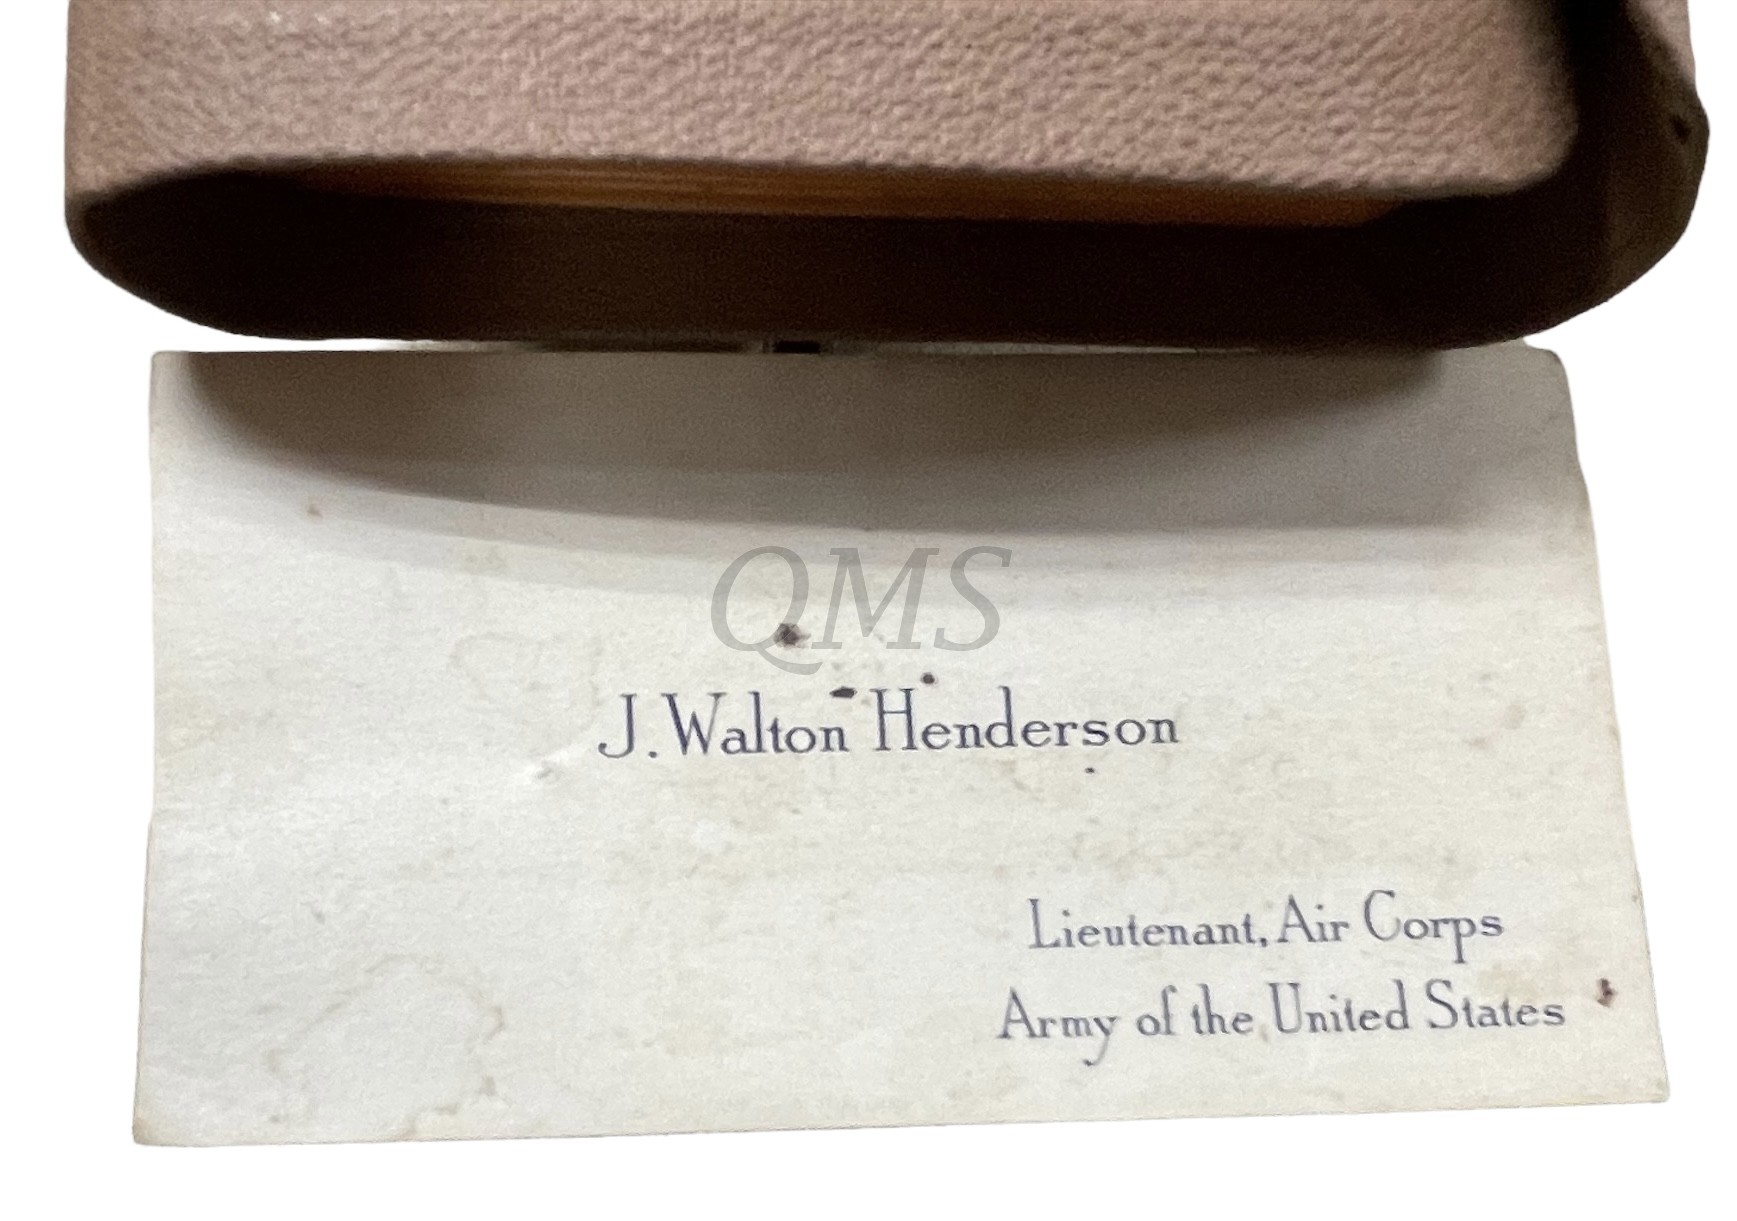 QMS
J. Walton Henderson
Lieutenant, Air Corps
Army of the United States